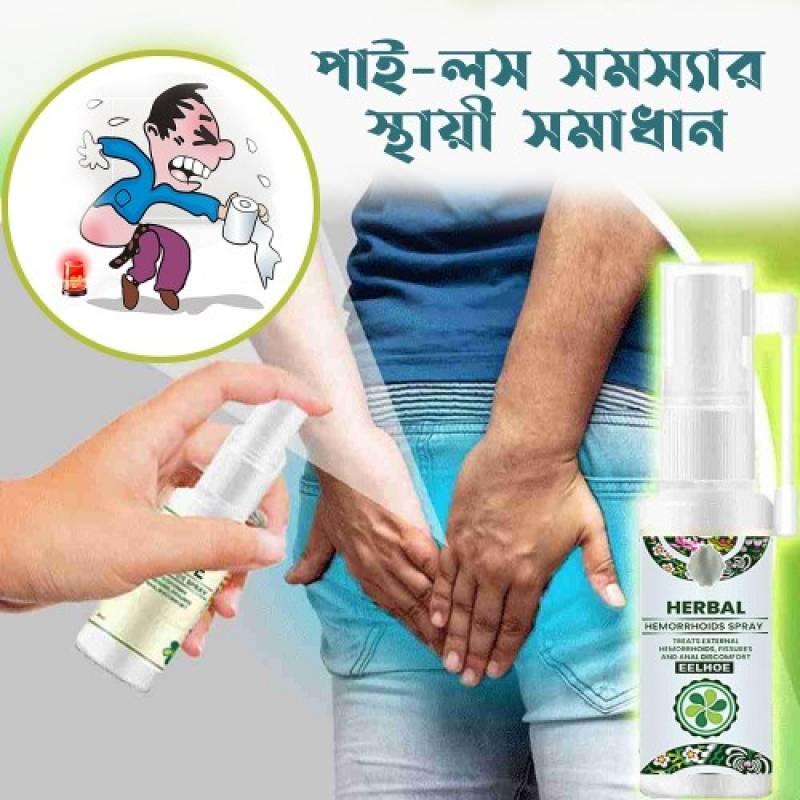 পাই-লস সমস্যার
স্থায়ী সমাধান
HERBAL
HEMORRHOIDS SPRAY
TREATS EXTERNAL
HEMORRHOIDS, FISSURES
AND ANAL DISCOMFORT
EELHOE